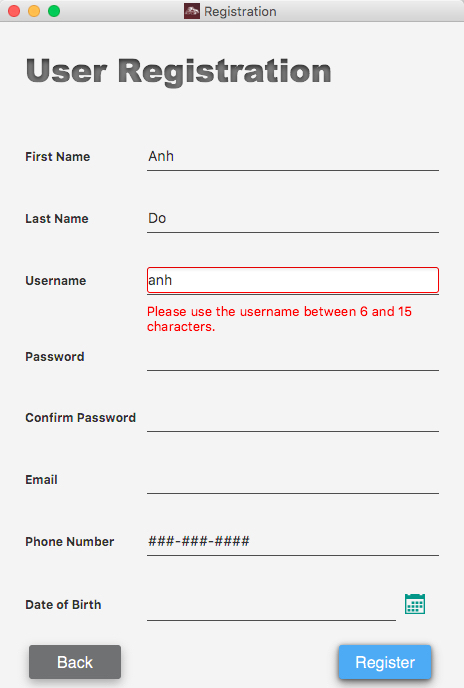 Registration
User Registration
First Name Anh
Last Name Do
Username anh
Please use the username between 6 and 15
characters.
Password
Confirm Password
Email
Phone Number ###-###-####
Date of Birth
Back Register